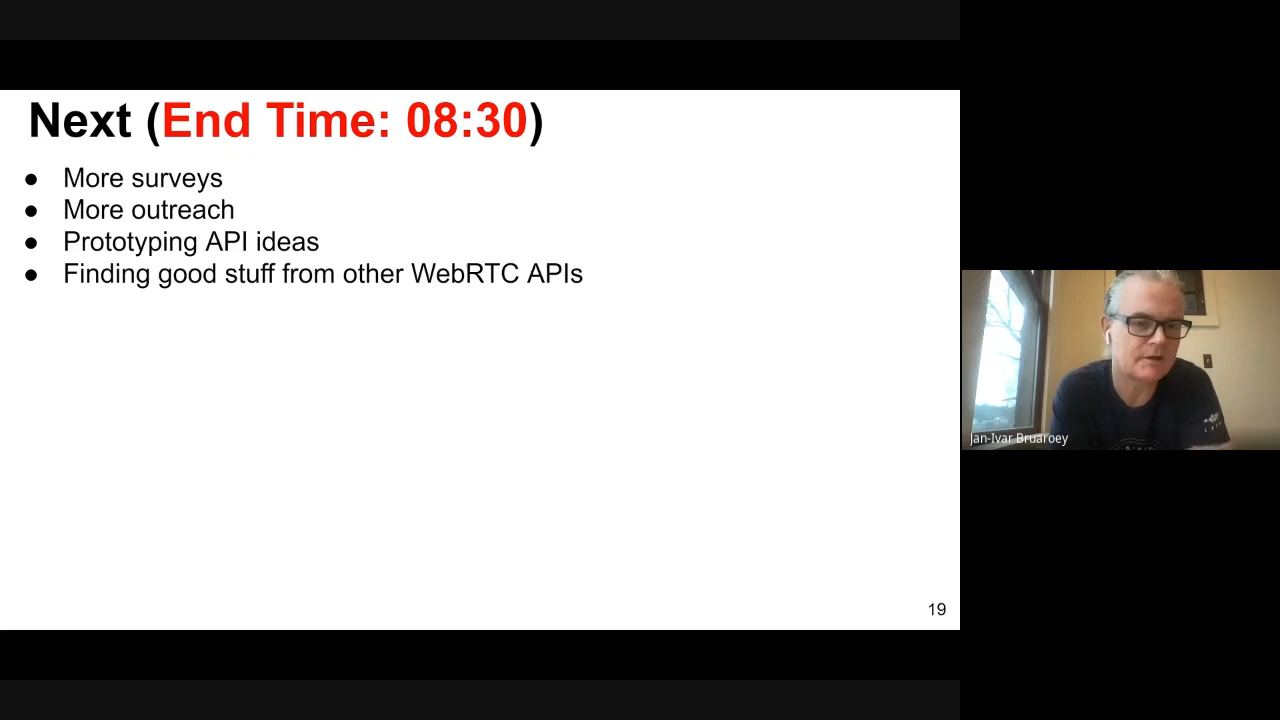 Next (End Time: 08:30)
● More surveys
● More outreach
● Prototyping API ideas
● Finding good stuff from other WebRTC APIs
19
Jan-Ivar Bruaroey